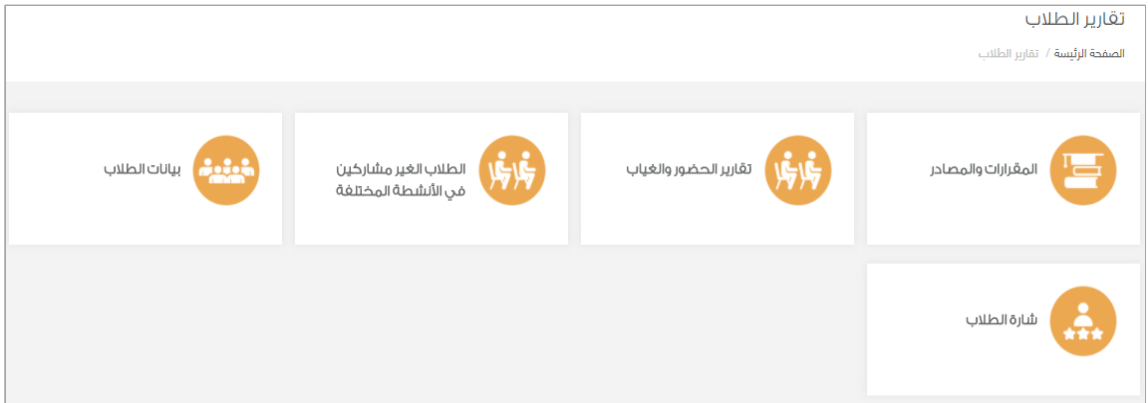 تقارير الطلاب
الصفحة الرئيسة / تقارير الطلاب
المقرارات والمصادر
تقارير الحضور والغياب
الطلاب الغير مشاركين
في الأنشطة المختلفة
بيانات الطلاب
شارة الطلاب